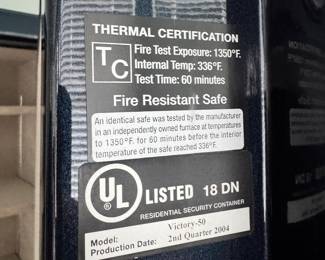 THERMAL CERTIFICATION
TC
Fire Test Exposure: 1350°F.
Internal Temp: 336°F.
Test Time: 60 minutes
Fire Resistant Safe
An identical safe was tested by the manufacturer
in an independently owned furnace at temperatures
to 1350°F. for 60 minutes before the interior
temperature of the safe reached 336°F.
UL LISTED 18 DN
RESIDENTIAL SECURITY CONTAINER
Model: Victory-50
Production Date: 2nd Quarter 2004